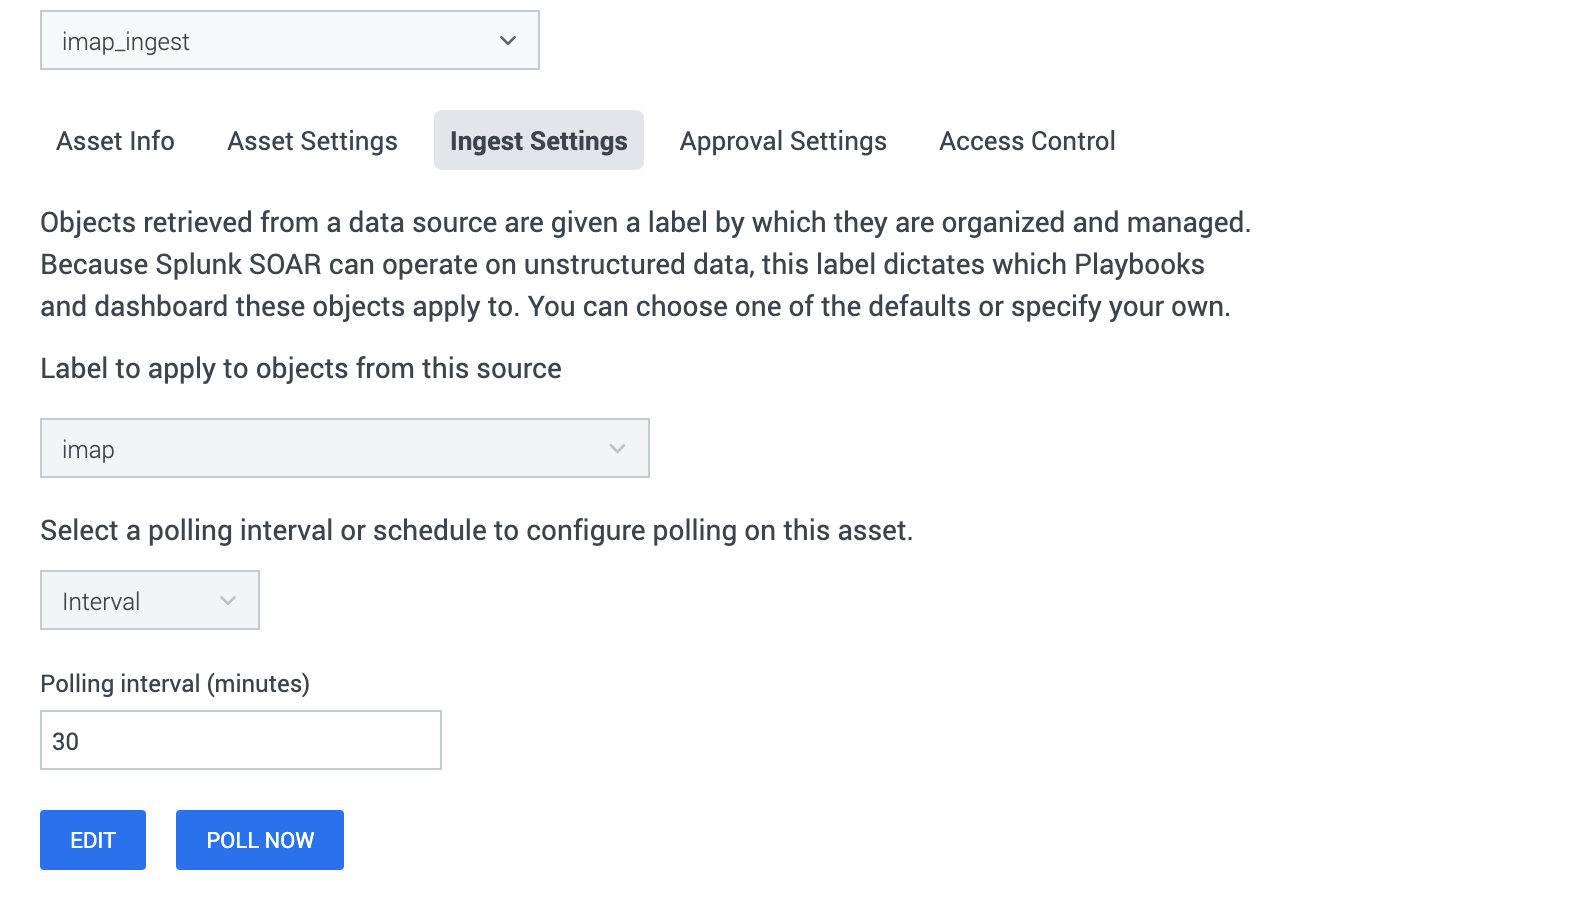 imap_ingest
Asset Info Asset Settings Ingest Settings Approval Settings Access Control
Objects retrieved from a data source are given a label by which they are organized and managed.
Because Splunk SOAR can operate on unstructured data, this label dictates which Playbooks
and dashboard these objects apply to. You can choose one of the defaults or specify your own.
Label to apply to objects from this source
imap
Select a polling interval or schedule to configure polling on this asset.
Interval
Polling interval (minutes)
30
EDIT POLL NOW